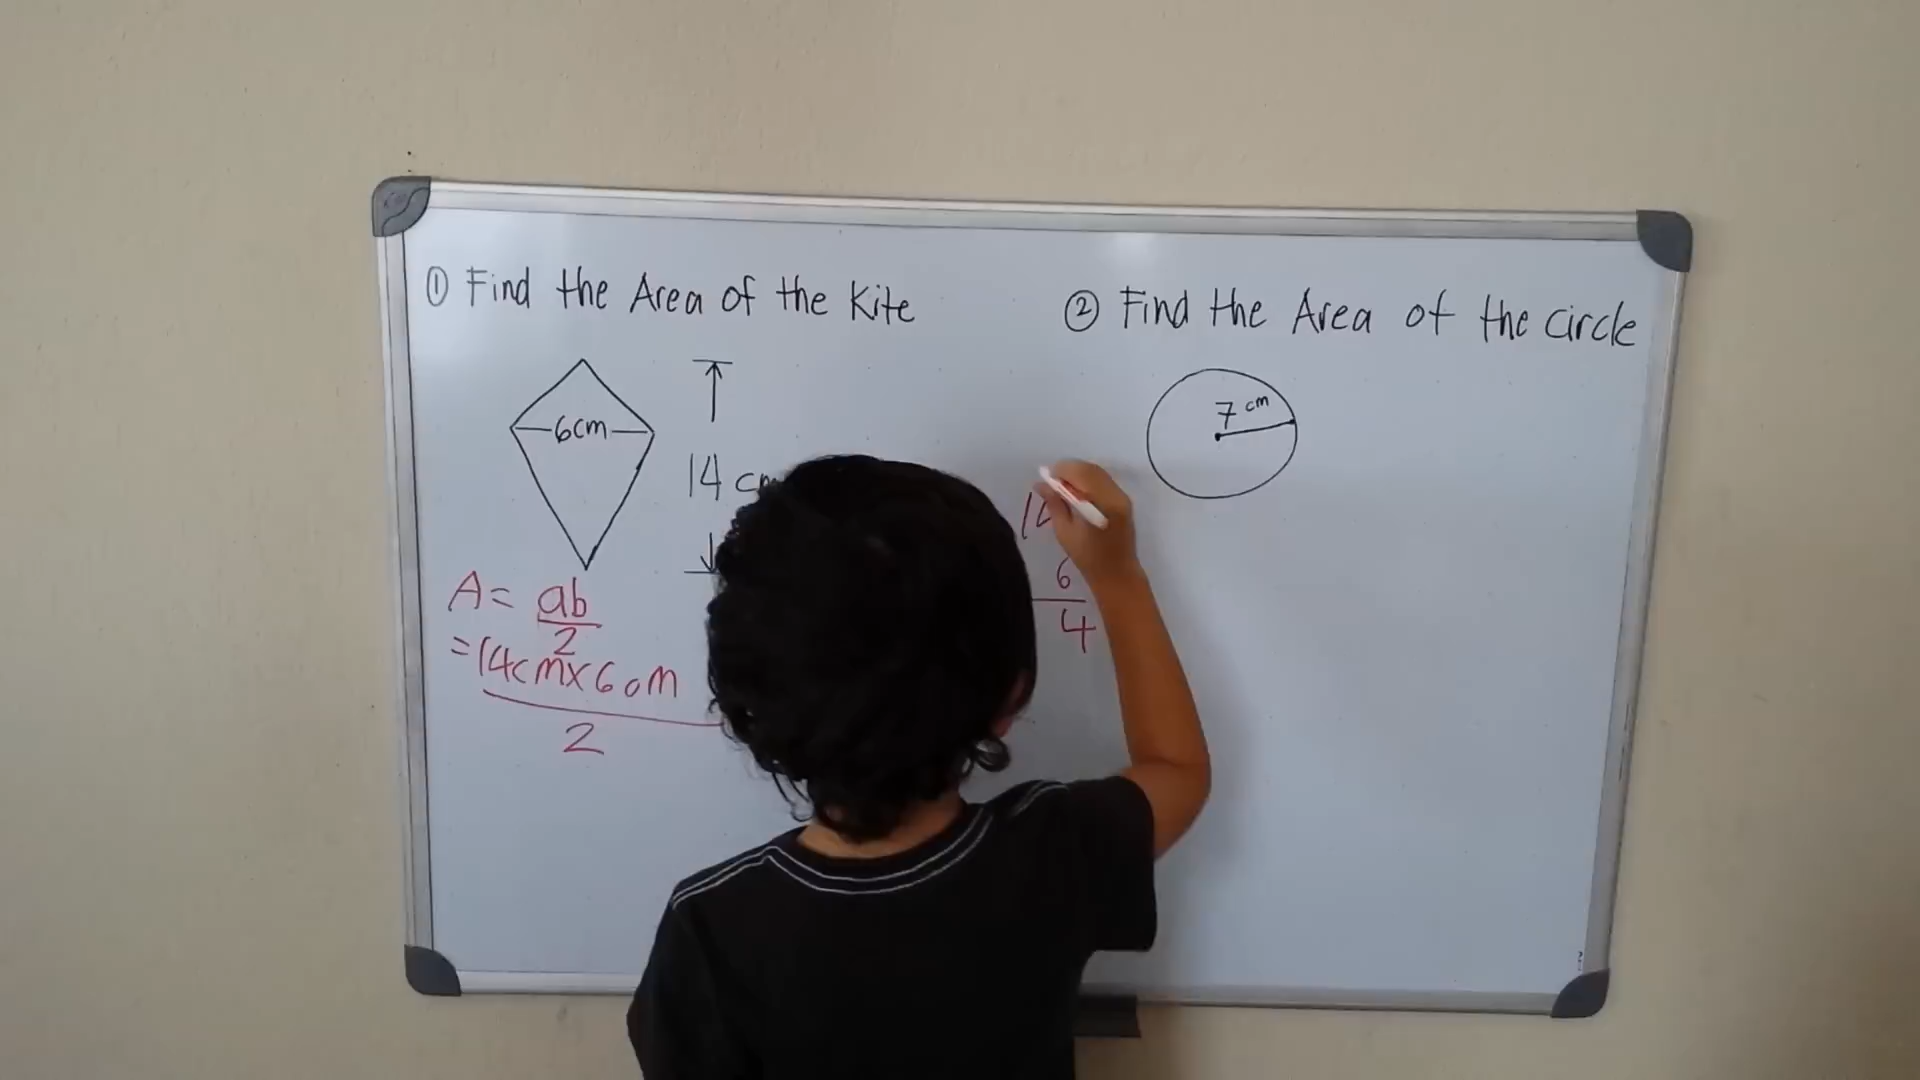 ① Find the Area of the Kite
6cm
14 cm
A = ab
2
= 14cm x 6cm
2
14
6
4
② Find the Area of the circle
7 cm